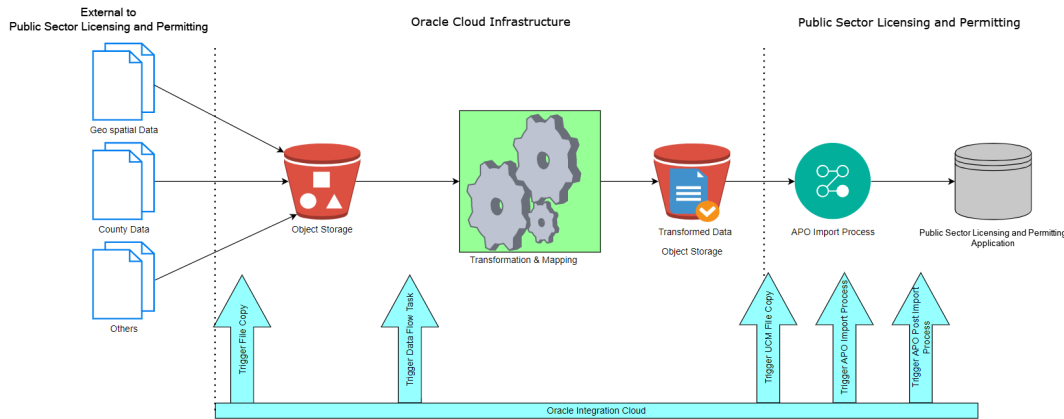 External to
Public Sector Licensing and Permitting
Oracle Cloud Infrastructure
Public Sector Licensing and Permitting
Geo spatial Data
County Data
Others
Object Storage
Transformation & Mapping
Transformed Data
Object Storage
APO Import Process
Public Sector Licensing and Permitting
Application
Trigger File Copy
Trigger Data Flow Task
Trigger UCM File Copy
Trigger APO Import Process
Trigger APO Post Import
Process
Oracle Integration Cloud